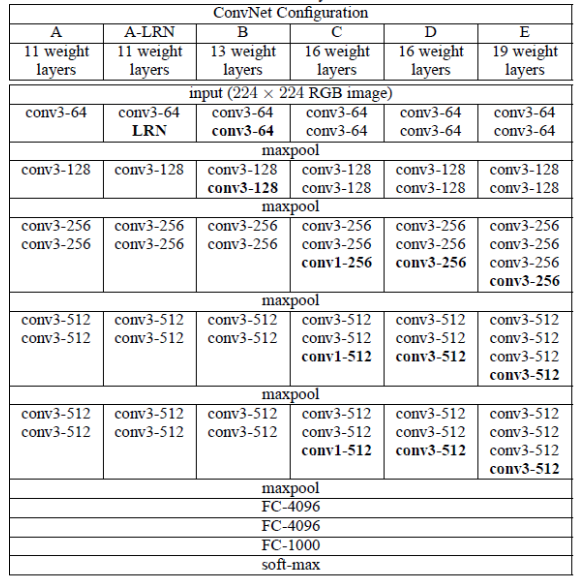 ConvNet Configuration
A A-LRN B C D E
11 weight 11 weight 13 weight 16 weight 16 weight 19 weight
layers layers layers layers layers layers
input (224 × 224 RGB image)
conv3-64 conv3-64 conv3-64 conv3-64 conv3-64 conv3-64
LRN conv3-64 conv3-64 conv3-64 conv3-64
maxpool
conv3-128 conv3-128 conv3-128 conv3-128 conv3-128 conv3-128
conv3-128 conv3-128 conv3-128 conv3-128
maxpool
conv3-256 conv3-256 conv3-256 conv3-256 conv3-256 conv3-256
conv3-256 conv3-256 conv3-256 conv3-256 conv3-256 conv3-256
conv1-256 conv3-256 conv3-256
conv3-256
maxpool
conv3-512 conv3-512 conv3-512 conv3-512 conv3-512 conv3-512
conv3-512 conv3-512 conv3-512 conv3-512 conv3-512 conv3-512
conv1-512 conv3-512 conv3-512
conv3-512
maxpool
conv3-512 conv3-512 conv3-512 conv3-512 conv3-512 conv3-512
conv3-512 conv3-512 conv3-512 conv3-512 conv3-512 conv3-512
conv1-512 conv3-512 conv3-512
conv3-512
maxpool
FC-4096
FC-4096
FC-1000
soft-max